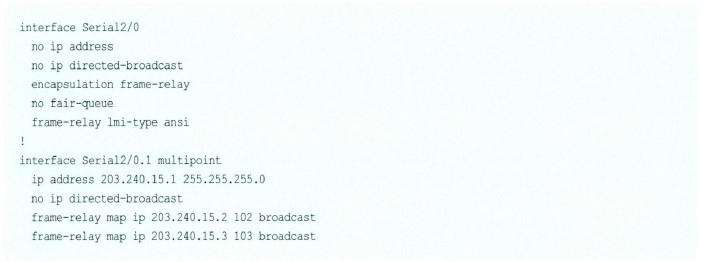 interface Serial2/0
  no ip address
  no ip directed-broadcast
  encapsulation frame-relay
  no fair-queue
  frame-relay lmi-type ansi
!
interface Serial2/0.1 multipoint
  ip address 203.240.15.1 255.255.255.0
  no ip directed-broadcast
  frame-relay map ip 203.240.15.2 102 broadcast
  frame-relay map ip 203.240.15.3 103 broadcast